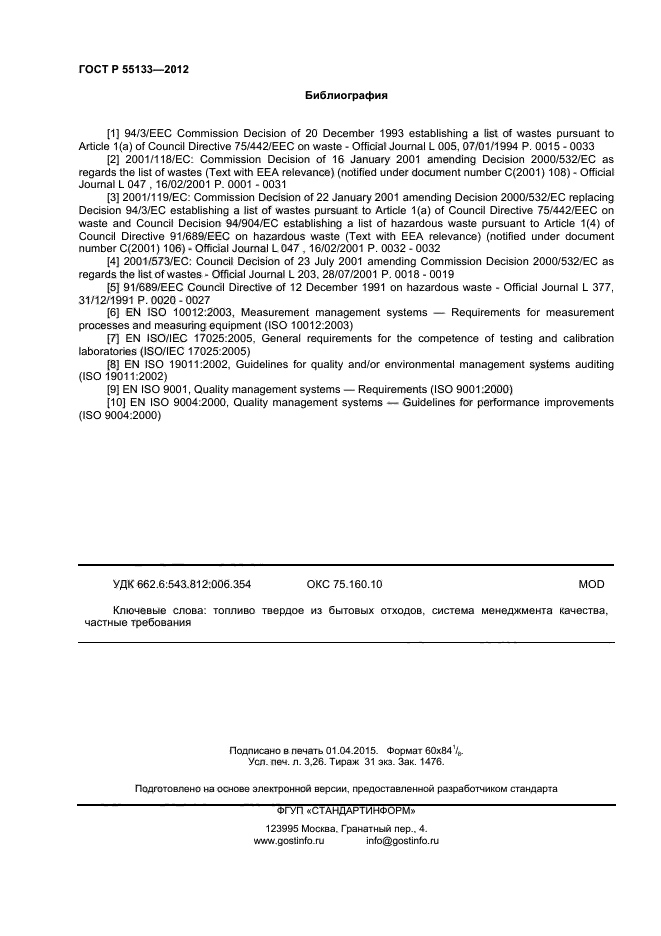 ГОСТ Р 55133—2012
Библиография
[1] 94/3/EEC Commission Decision of 20 December 1993 establishing a list of wastes pursuant to
Article 1(a) of Council Directive 75/442/EEC on waste - Official Journal L 005, 07/01/1994 P. 0015 - 0033
[2] 2001/118/EC: Commission Decision of 16 January 2001 amending Decision 2000/532/EC as
regards the list of wastes (Text with EEA relevance) (notified under document number C(2001) 108) - Official
Journal L 047 , 16/02/2001 P. 0001 - 0031
[3] 2001/119/EC: Commission Decision of 22 January 2001 amending Decision 2000/532/EC replacing
Decision 94/3/EC establishing a list of wastes pursuant to Article 1(a) of Council Directive 75/442/EEC on
waste and Council Decision 94/904/EC establishing a list of hazardous waste pursuant to Article 1(4) of
Council Directive 91/689/EEC on hazardous waste (Text with EEA relevance) (notified under document
number C(2001) 106) - Official Journal L 047 , 16/02/2001 P. 0032 - 0032
[4] 2001/573/EC: Council Decision of 23 July 2001 amending Commission Decision 2000/532/EC as
regards the list of wastes - Official Journal L 203, 28/07/2001 P. 0018 - 0019
[5] 91/689/EEC Council Directive of 12 December 1991 on hazardous waste - Official Journal L 377,
31/12/1991 P. 0020 - 0027
[6] EN ISO 10012:2003, Measurement management systems — Requirements for measurement
processes and measuring equipment (ISO 10012:2003)
[7] EN ISO/IEC 17025:2005, General requirements for the competence of testing and calibration
laboratories (ISO/IEC 17025:2005)
[8] EN ISO 19011:2002, Guidelines for quality and/or environmental management systems auditing
(ISO 19011:2002)
[9] EN ISO 9001, Quality management systems — Requirements (ISO 9001:2000)
[10] EN ISO 9004:2000, Quality management systems — Guidelines for performance improvements
(ISO 9004:2000)
УДК 662.6:543.812;006.354 ОКС 75.160.10 MOD
Ключевые слова: топливо твердое из бытовых отходов, система менеджмента качества,
частные требования
Подписано в печать 01.04.2015. Формат 60х84¹/₈.
Усл. печ. л. 3,26. Тираж 31 экз. Зак. 1476.
Подготовлено на основе электронной версии, предоставленной разработчиком стандарта
ФГУП «СТАНДАРТИНФОРМ»
123995 Москва, Гранатный пер., 4.
www.gostinfo.ru info@gostinfo.ru